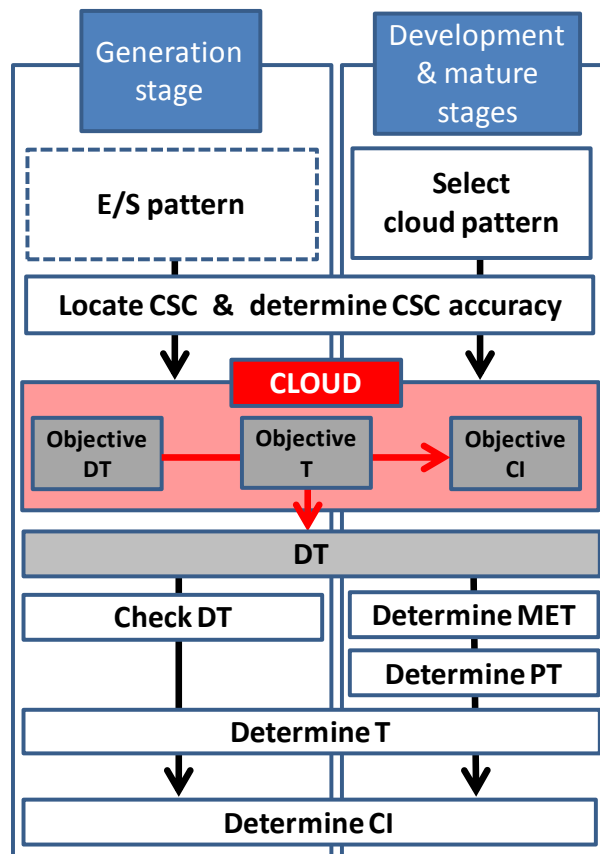 Generation
stage
Development
& mature
stages
E/S pattern
Select
cloud pattern
Locate CSC & determine CSC accuracy
CLOUD
Objective
DT
Objective
T
Objective
CI
DT
Check DT
Determine MET
Determine PT
Determine T
Determine CI